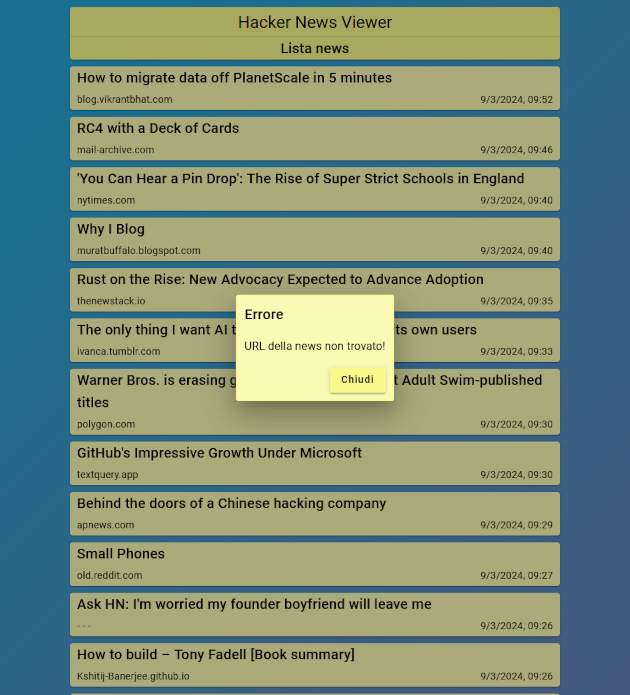 Hacker News Viewer
Lista news
How to migrate data off PlanetScale in 5 minutes
blog.vikrantbhat.com 9/3/2024, 09:52
RC4 with a Deck of Cards
mail-archive.com 9/3/2024, 09:46
'You Can Hear a Pin Drop': The Rise of Super Strict Schools in England
nytimes.com 9/3/2024, 09:40
Why I Blog
muratbuffalo.blogspot.com 9/3/2024, 09:40
Rust on the Rise: New Advocacy Expected to Advance Adoption
thenewstack.io 9/3/2024, 09:35
The only thing I want AI own users
ivanca.tumblr.com 9/3/2024, 09:33
Warner Bros. is erasing Adult Swim-published
titles
polygon.com 9/3/2024, 09:30
Errore
URL della news non trovato!
Chiudi
GitHub's Impressive Growth Under Microsoft
textquery.app 9/3/2024, 09:30
Behind the doors of a Chinese hacking company
apnews.com 9/3/2024, 09:29
Small Phones
old.reddit.com 9/3/2024, 09:27
Ask HN: I'm worried my founder boyfriend will leave me
- - - 9/3/2024, 09:26
How to build – Tony Fadell [Book summary]
Kshitij-Banerjee.github.io 9/3/2024, 09:26